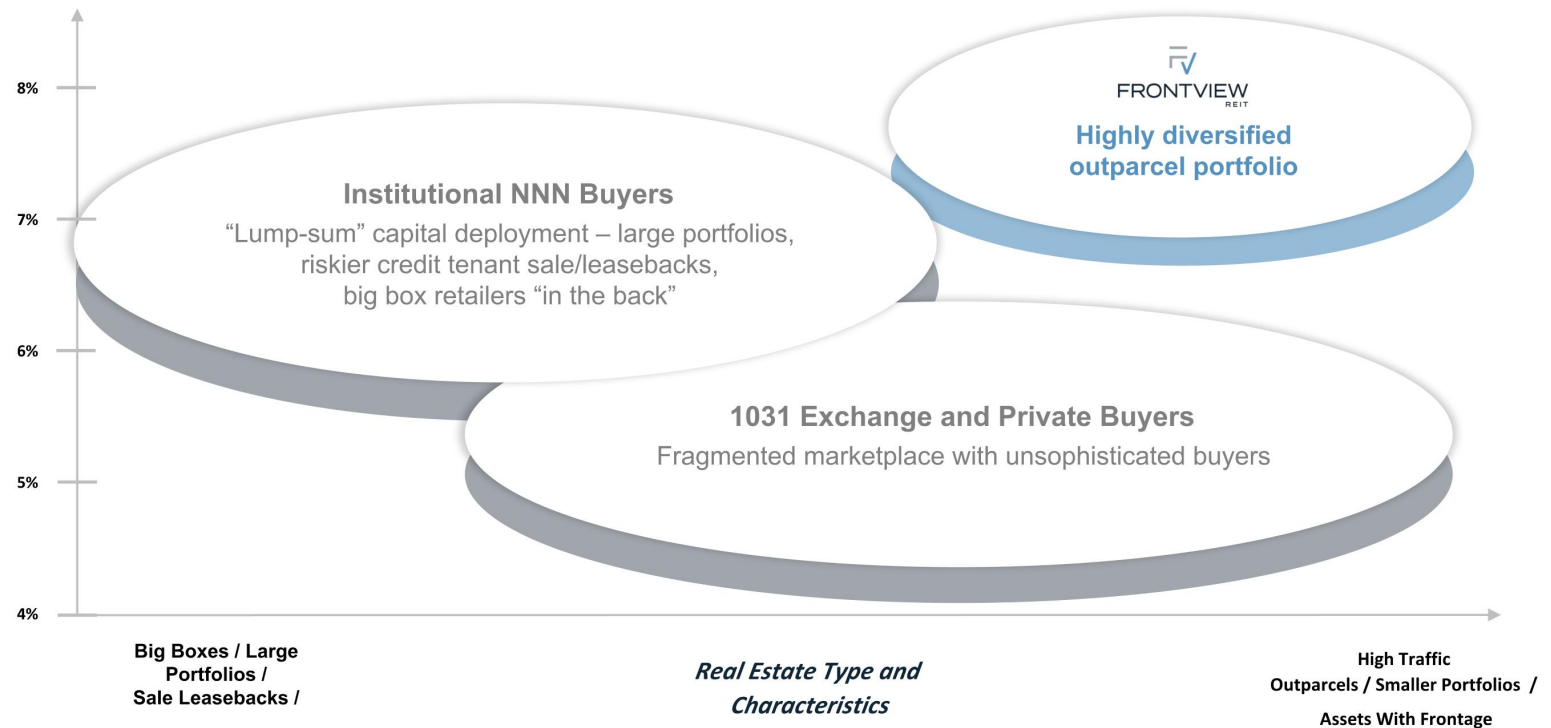 8%
7%
6%
5%
4%
FRONTVIEW
REIT
Highly diversified
outparcel portfolio
Institutional NNN Buyers
“Lump-sum” capital deployment – large portfolios,
riskier credit tenant sale/leasebacks,
big box retailers “in the back”
1031 Exchange and Private Buyers
Fragmented marketplace with unsophisticated buyers
Big Boxes / Large
Portfolios /
Sale Leasebacks /
Real Estate Type and
Characteristics
High Traffic
Outparcels / Smaller Portfolios /
Assets With Frontage